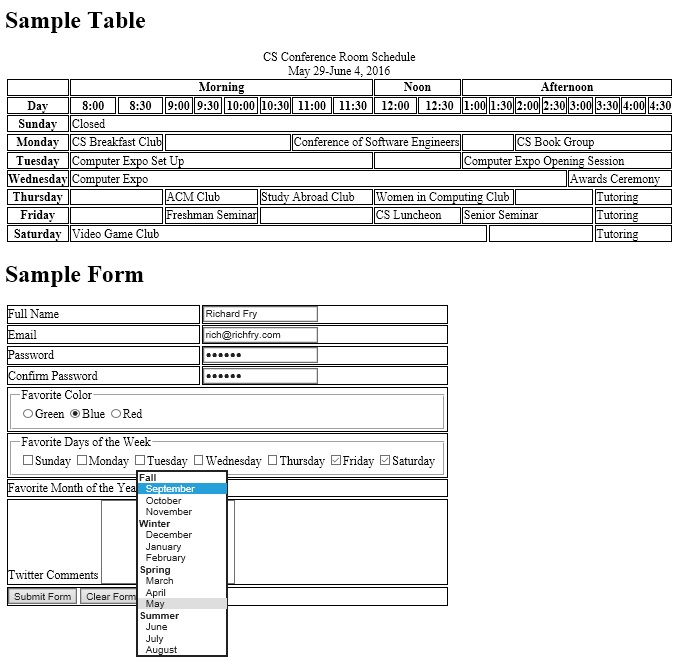 Sample Table
CS Conference Room Schedule
May 29-June 4, 2016
Morning Noon Afternoon
Day 8:00 8:30 9:00 9:30 10:00 10:30 11:00 11:30 12:00 12:30 1:00 1:30 2:00 2:30 3:00 3:30 4:00 4:30
Sunday Closed
Monday CS Breakfast Club Conference of Software Engineers CS Book Group
Tuesday Computer Expo Set Up Computer Expo Opening Session
Wednesday Computer Expo Awards Ceremony
Thursday ACM Club Study Abroad Club Women in Computing Club Tutoring
Friday Freshman Seminar CS Luncheon Senior Seminar Tutoring
Saturday Video Game Club Tutoring
Sample Form
Full Name Richard Fry
Email rich@richfry.com
Password ••••••
Confirm Password ••••••
Favorite Color
Green Blue Red
Favorite Days of the Week
Sunday Monday Tuesday Wednesday Thursday Friday Saturday
Favorite Month of the Yea
Fall
September
October
November
Winter
December
January
February
Spring
March
April
May
Summer
June
July
August
Twitter Comments
Submit Form Clear Form